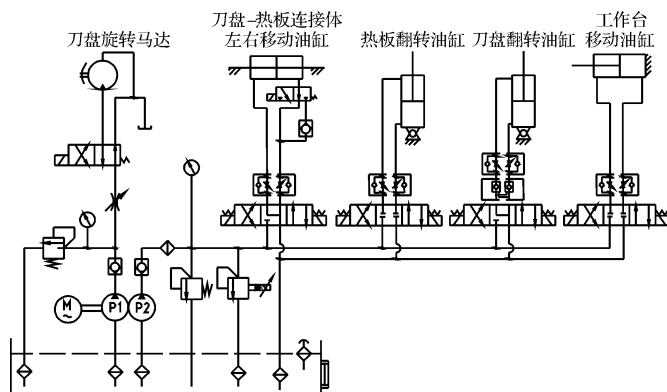 刀盘-热板连接体
左右移动油缸
刀盘旋转马达
热板翻转油缸
刀盘翻转油缸
工作台
移动油缸
M
~
P1
P2